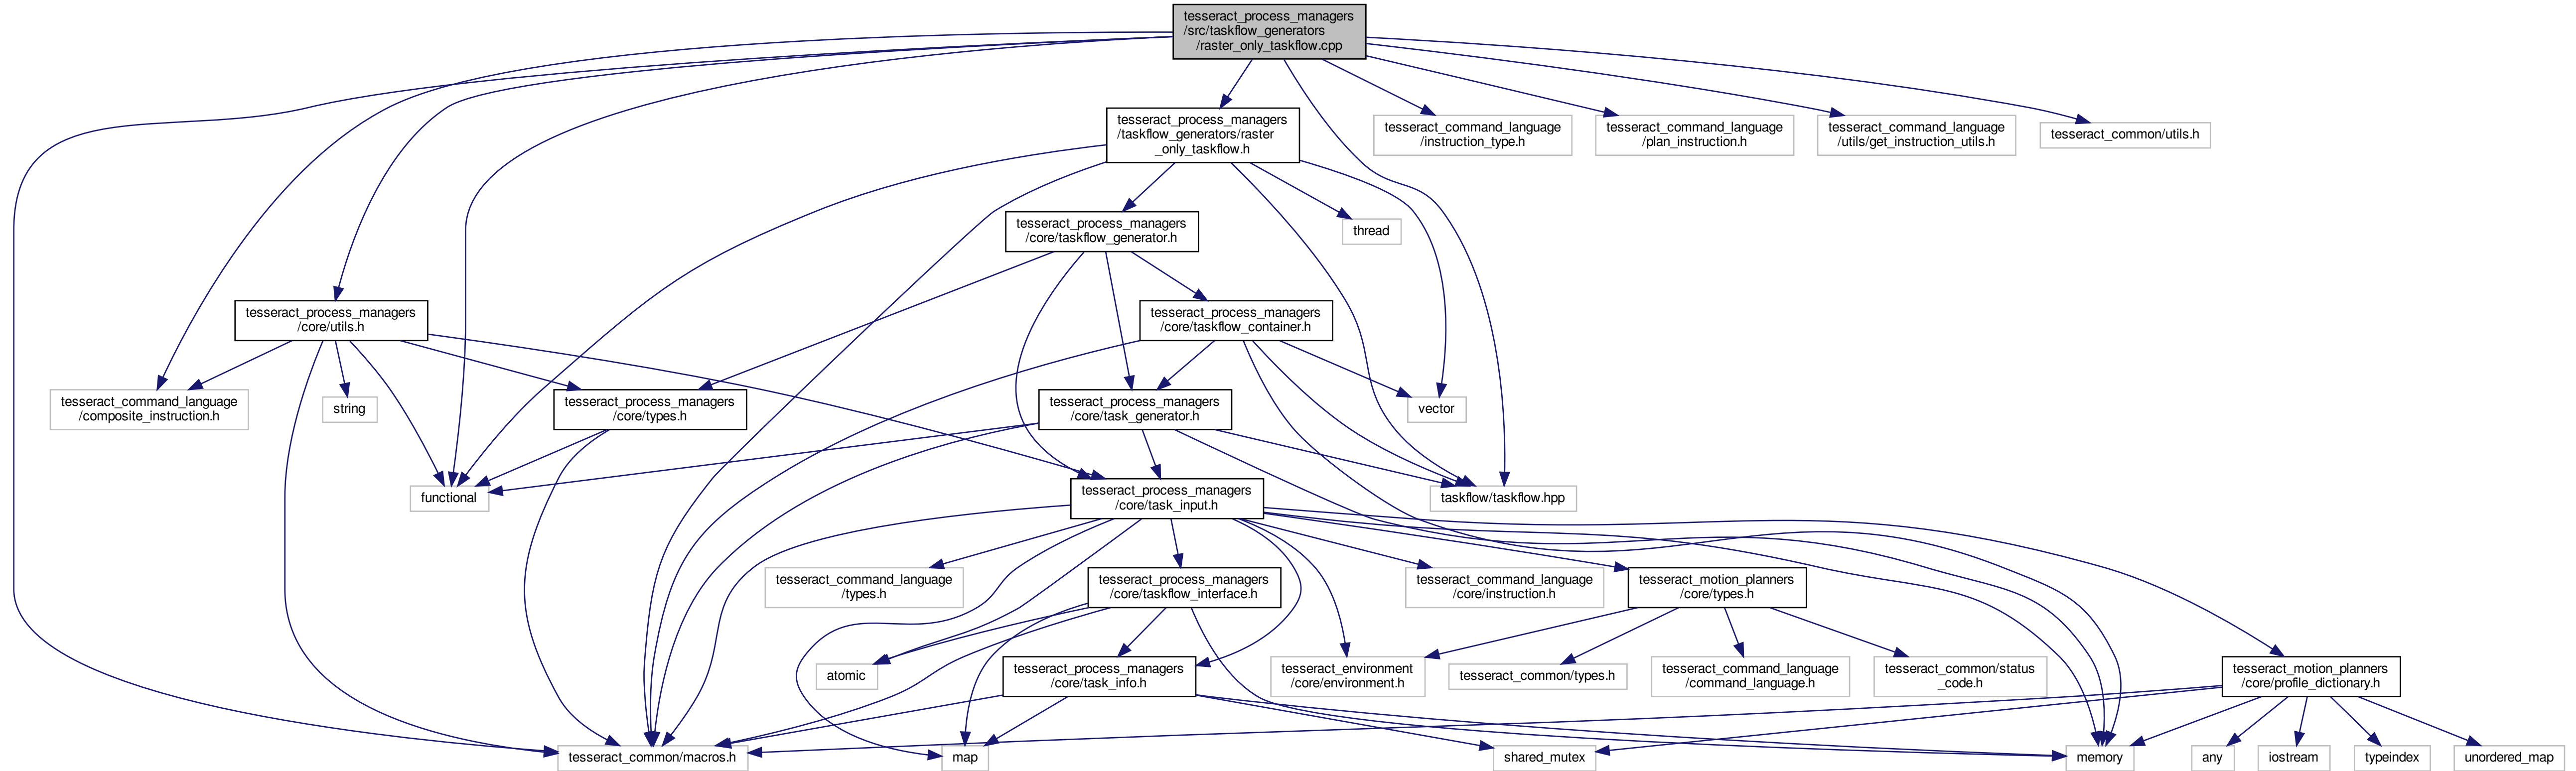 tesseract_process_managers
/src/taskflow_generators
/raster_only_taskflow.cpp
tesseract_process_managers
/taskflow_generators/raster
_only_taskflow.h
tesseract_command_language
/instruction_type.h
tesseract_command_language
/plan_instruction.h
tesseract_command_language
/utils/get_instruction_utils.h
tesseract_common/utils.h
tesseract_process_managers
/core/taskflow_generator.h
thread
tesseract_process_managers
/core/utils.h
tesseract_process_managers
/core/taskflow_container.h
tesseract_command_language
/composite_instruction.h
string
tesseract_process_managers
/core/types.h
tesseract_process_managers
/core/task_generator.h
vector
functional
tesseract_process_managers
/core/task_input.h
taskflow/taskflow.hpp
tesseract_command_language
/types.h
tesseract_process_managers
/core/taskflow_interface.h
tesseract_command_language
/core/instruction.h
tesseract_motion_planners
/core/types.h
atomic
tesseract_process_managers
/core/task_info.h
tesseract_environment
/core/environment.h
tesseract_common/types.h
tesseract_command_language
/command_language.h
tesseract_common/status
_code.h
tesseract_motion_planners
/core/profile_dictionary.h
tesseract_common/macros.h
map
shared_mutex
memory
any
iostream
typeindex
unordered_map